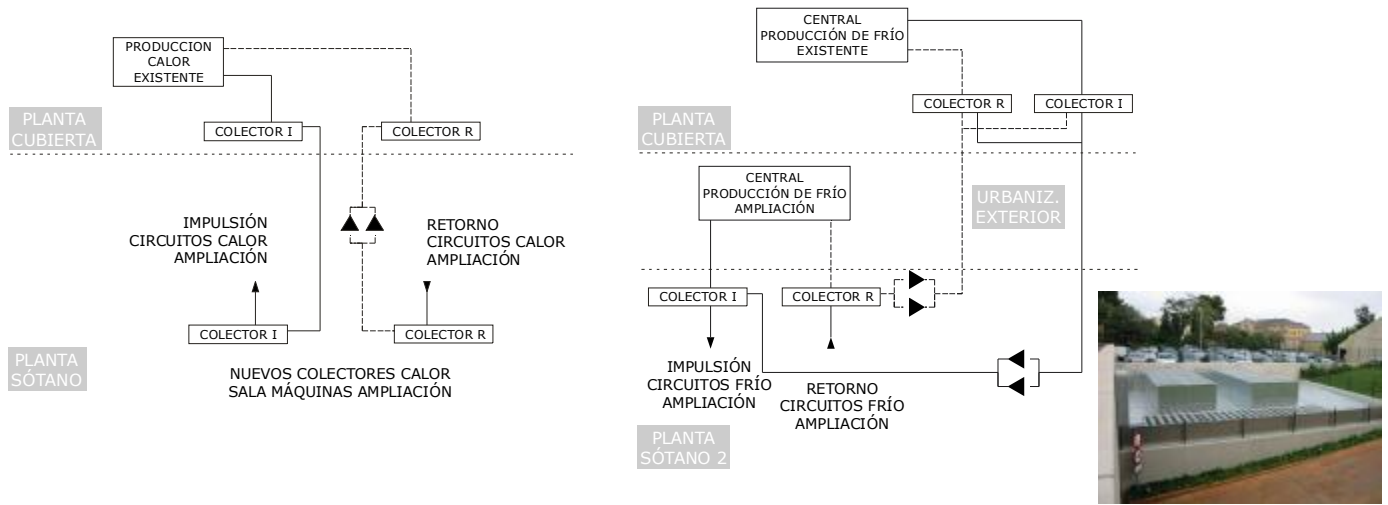 PRODUCCION
CALOR
EXISTENTE
PLANTA
CUBIERTA
COLECTOR I
COLECTOR R
IMPULSIÓN
CIRCUITOS CALOR
AMPLIACIÓN
RETORNO
CIRCUITOS CALOR
AMPLIACIÓN
COLECTOR I
COLECTOR R
PLANTA
SÓTANO
NUEVOS COLECTORES CALOR
SALA MÁQUINAS AMPLIACIÓN
CENTRAL
PRODUCCIÓN DE FRÍO
EXISTENTE
COLECTOR R
COLECTOR I
PLANTA
CUBIERTA
CENTRAL
PRODUCCIÓN DE FRÍO
AMPLIACIÓN
URBANIZ.
EXTERIOR
COLECTOR I
COLECTOR R
IMPULSIÓN
CIRCUITOS FRÍO
AMPLIACIÓN
RETORNO
CIRCUITOS FRÍO
AMPLIACIÓN
PLANTA
SÓTANO 2